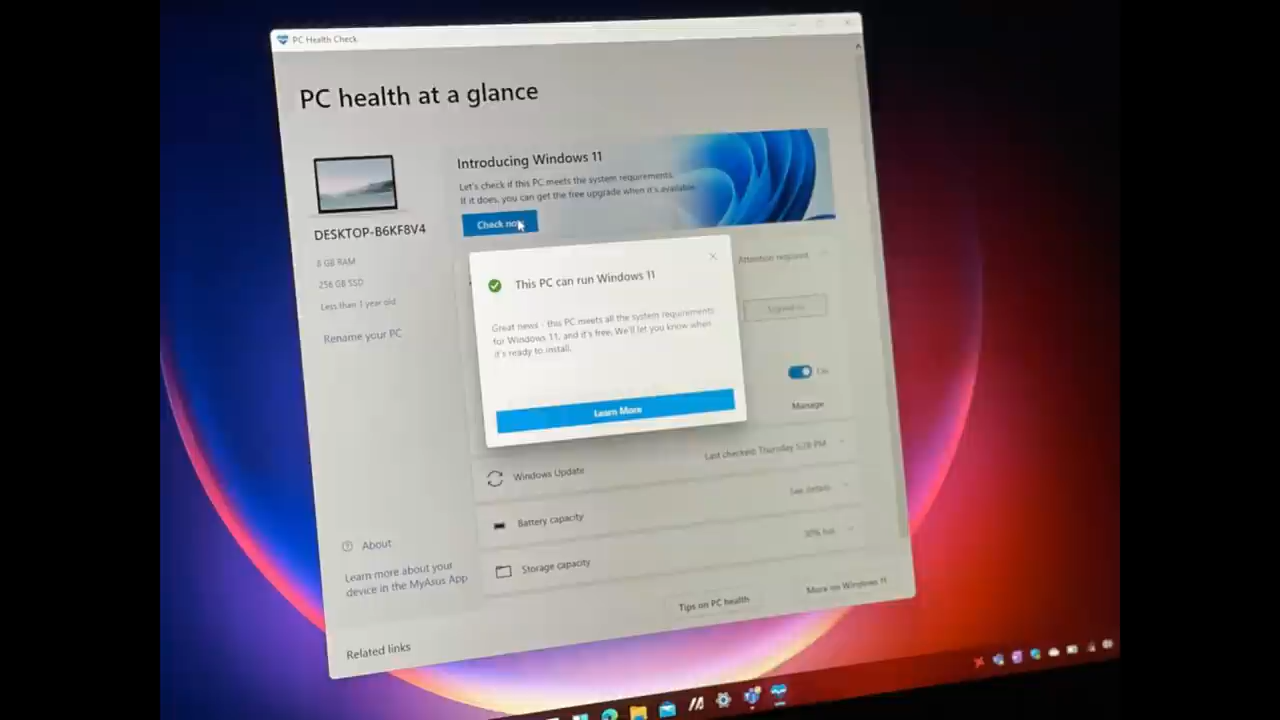 PC Health Check
PC health at a glance
DESKTOP-B6KF8V4
8 GB RAM
256 GB SSD
Less than 1 year old
Rename your PC
Introducing Windows 11
Let's check if this PC meets the system requirements.
If it does, you can get the free upgrade when it's available.
Check now
Attention required
This PC can run Windows 11
Great news - this PC meets all the system requirements
for Windows 11, and it's free. We'll let you know when
it's ready to install.
Learn More
On
Manage
Windows Update
Last checked: Thursday 5:28 PM
Battery capacity
See details
Storage capacity
full
About
Learn more about your
device in the MyAsus App
Tips on PC health
More on Windows 11
Related links